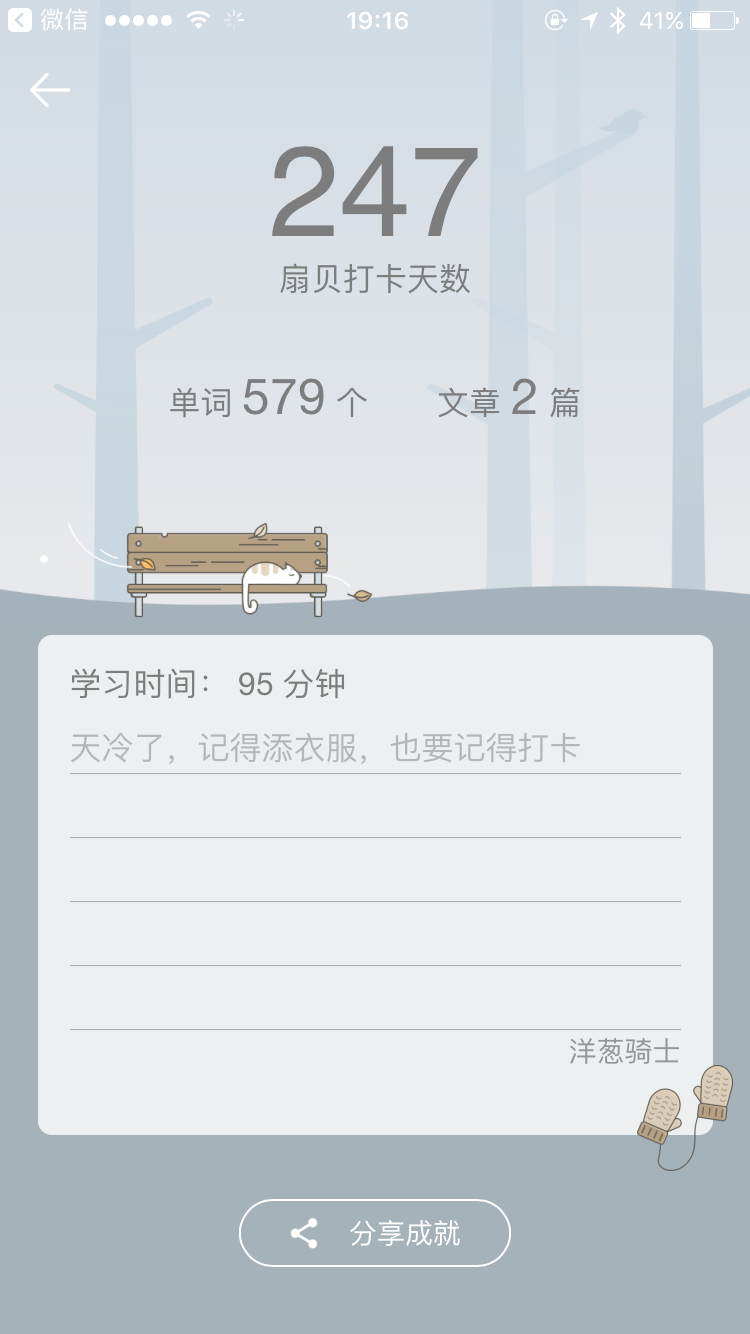 微信 19:16 41%
247
扇贝打卡天数
单词 579 个 文章 2 篇
学习时间： 95 分钟
天冷了，记得添衣服，也要记得打卡
洋葱骑士
分享成就